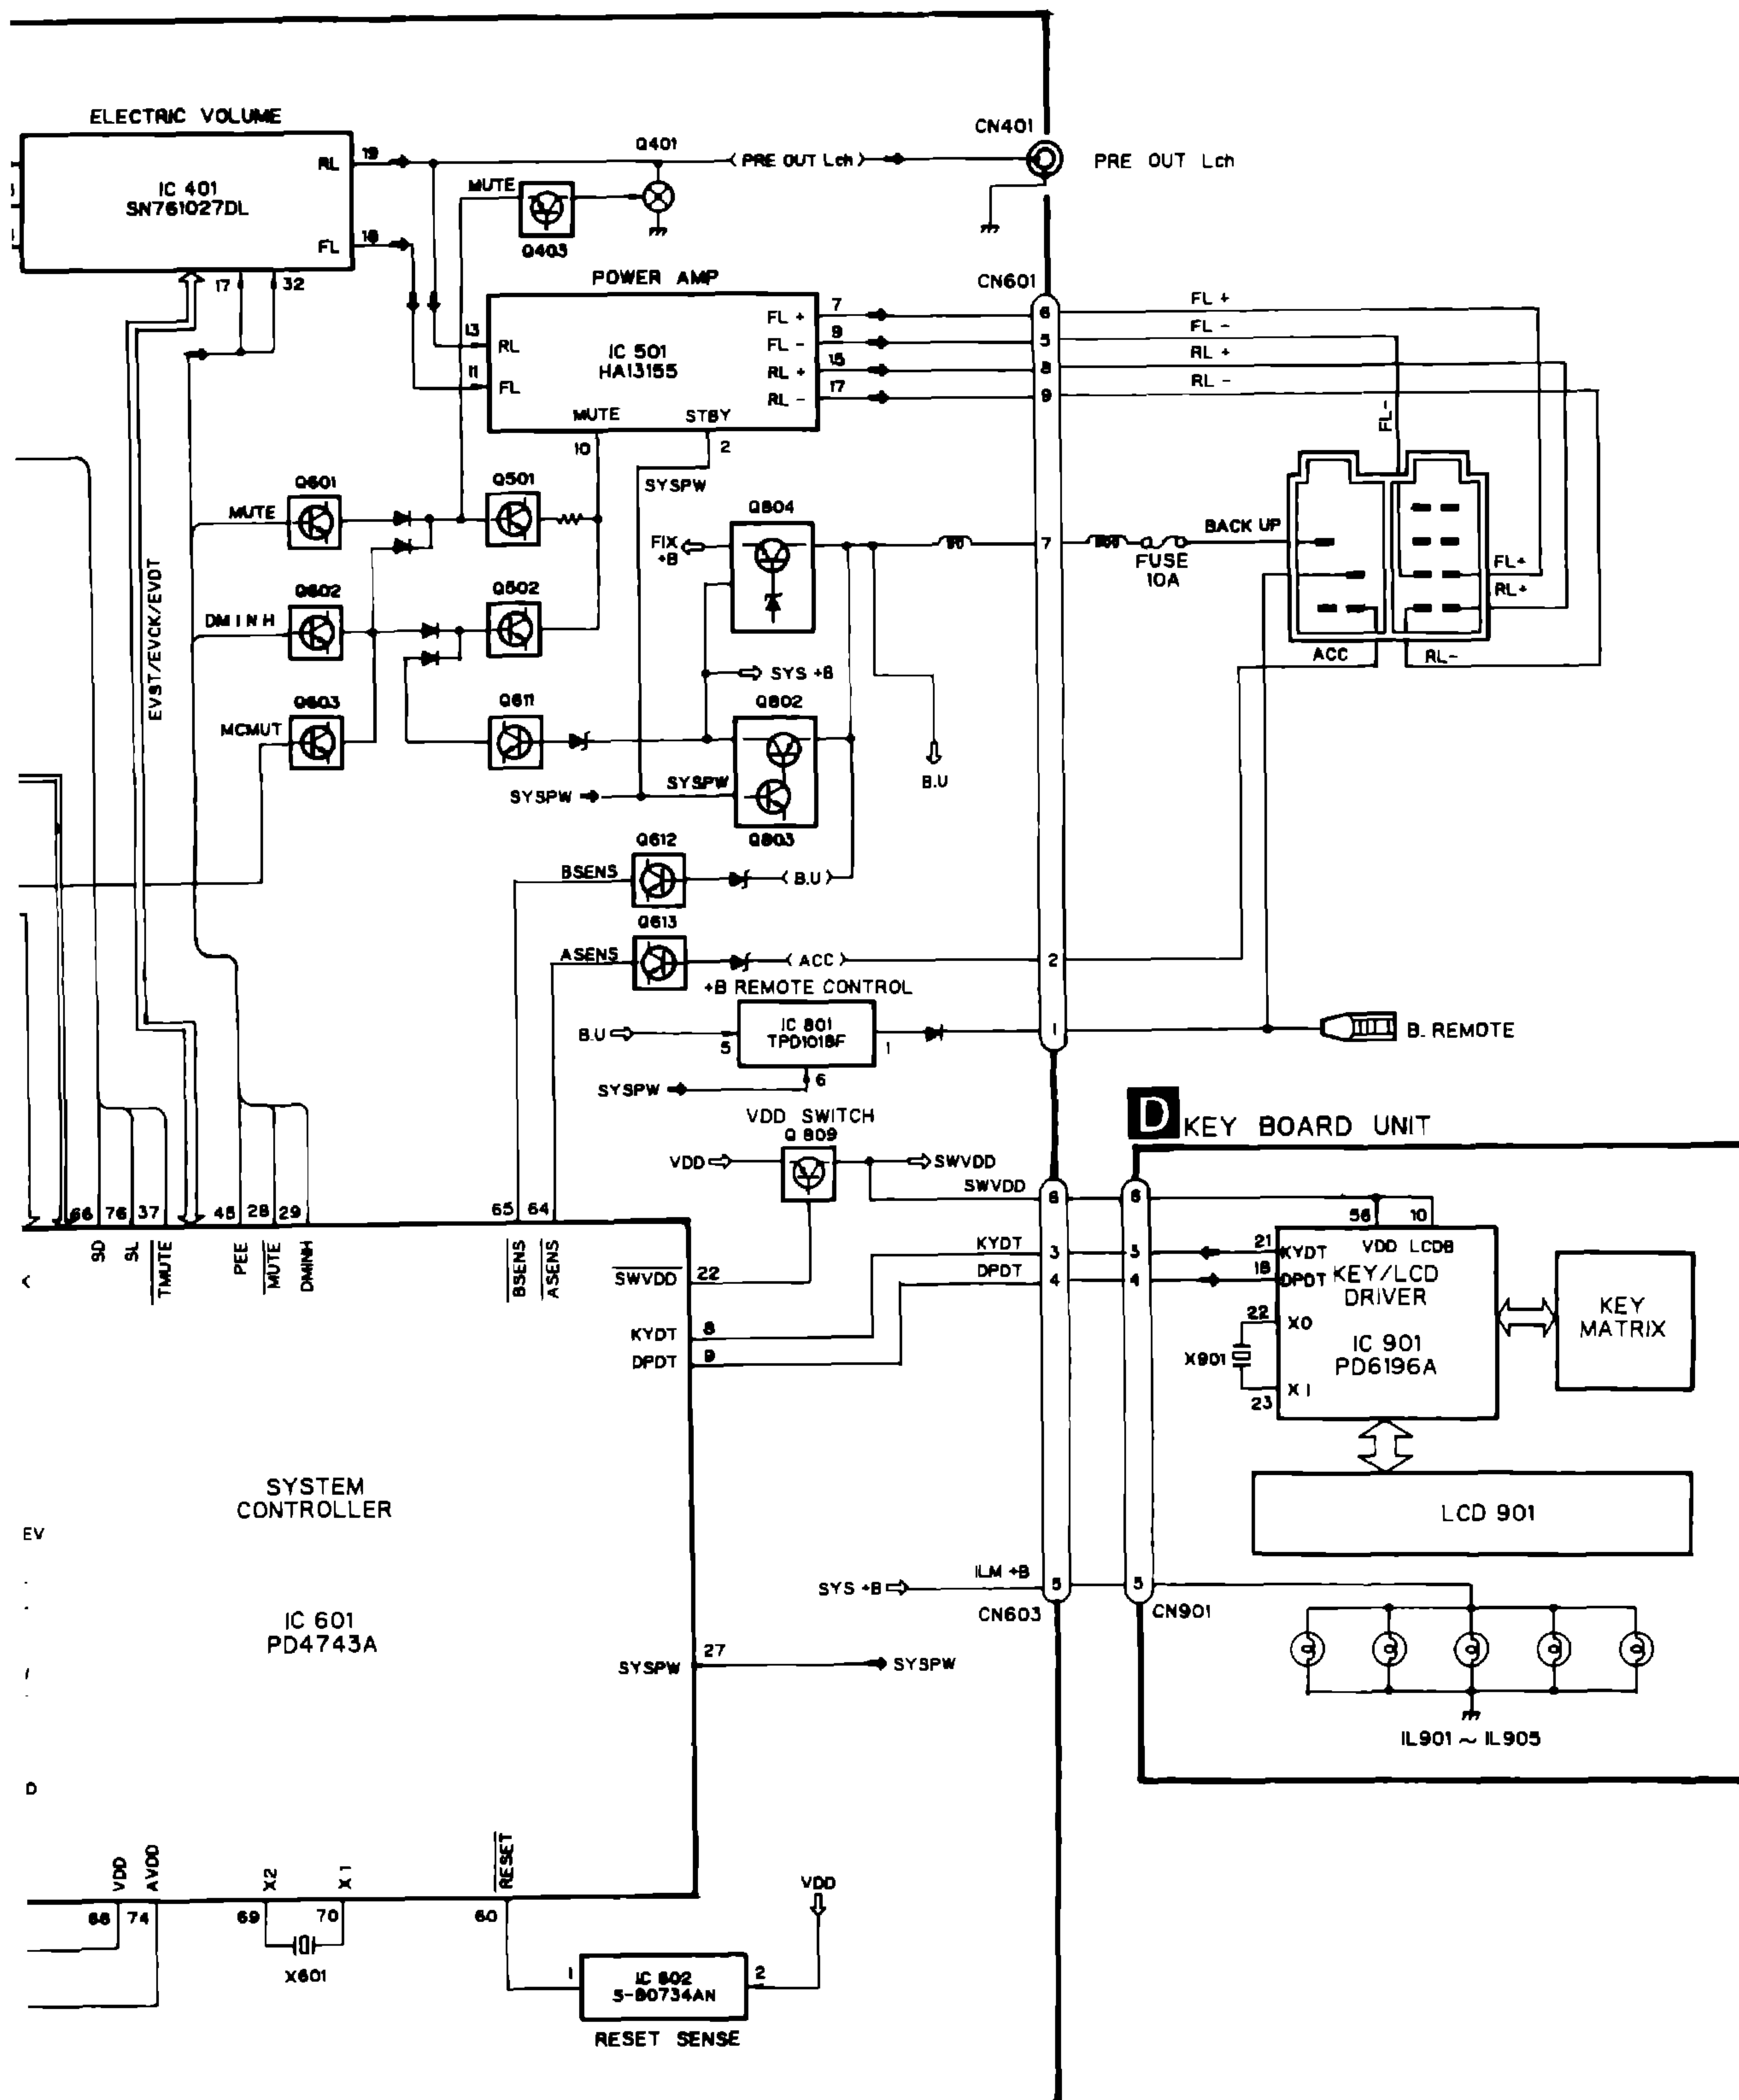 ELECTRIC VOLUME
IC 401
SN761027DL
RL
19
FL
18
17
32
Q401
MUTE
Q403
PRE OUT Lch
CN401
PRE OUT Lch
POWER AMP
IC 501
HA13155
13
RL
11
FL
FL +
7
FL -
9
RL +
15
RL -
17
MUTE
STBY
10
2
SYSPW
CN601
6
5
8
9
FL +
FL -
RL +
RL -
FL-
Q601
MUTE
Q501
Q602
DMINH
Q502
Q603
MCMUT
Q611
EVST/EVCK/EVDT
Q804
FIX
+B
SYS +B
Q802
SYSPW
SYSPW
Q803
B.U
7
FUSE
10A
BACK UP
FL+
RL+
ACC
RL-
Q612
BSENS
B.U
Q613
ASENS
ACC
2
+B REMOTE CONTROL
B.U
5
IC 801
TPD1018F
1
6
SYSPW
1
B. REMOTE
VDD SWITCH
Q 809
VDD
SWVDD
SWVDD
6
6
D KEY BOARD UNIT
66
76
37
45
28
29
65
64
SD
SL
TMUTE
PEE
MUTE
DMINH
BSENS
ASENS
SWVDD
22
KYDT
8
DPDT
9
KYDT
3
3
DPDT
4
4
56
10
21
KYDT
VDD LCDB
18
DPDT
KEY/LCD
DRIVER
22
XO
X901
IC 901
PD6196A
23
X1
KEY
MATRIX
LCD 901
SYSTEM
CONTROLLER
EV
IC 601
PD4743A
SYSPW
27
SYSPW
SYS +B
ILM +B
5
5
CN603
CN901
IL901 ~ IL905
D
VDD
AVDD
X2
X1
RESET
68
74
69
70
60
X601
1
IC 602
S-80734AN
2
VDD
RESET SENSE